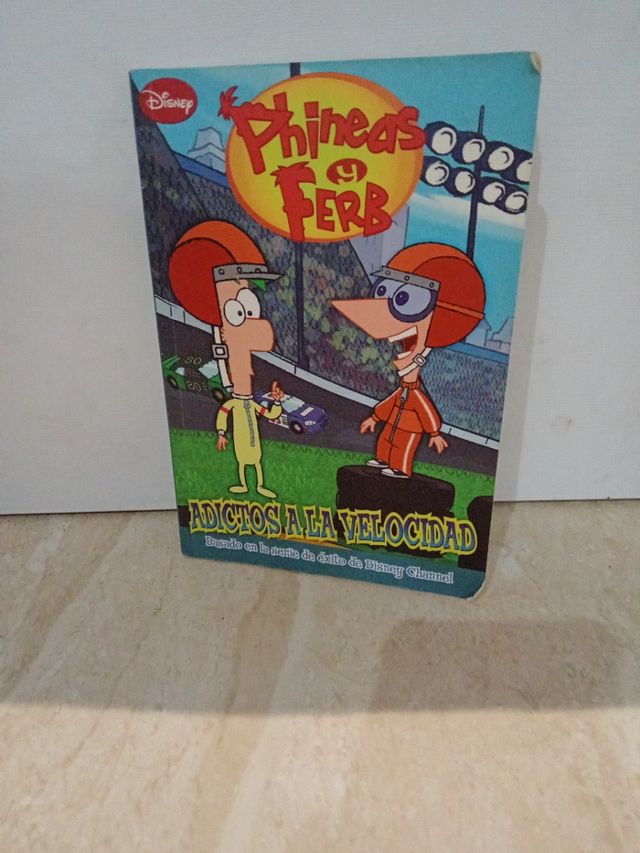 Disney
Phineas
y
Ferb
ADICTOS A LA VELOCIDAD
Basado en la serie de éxito de Disney Channel